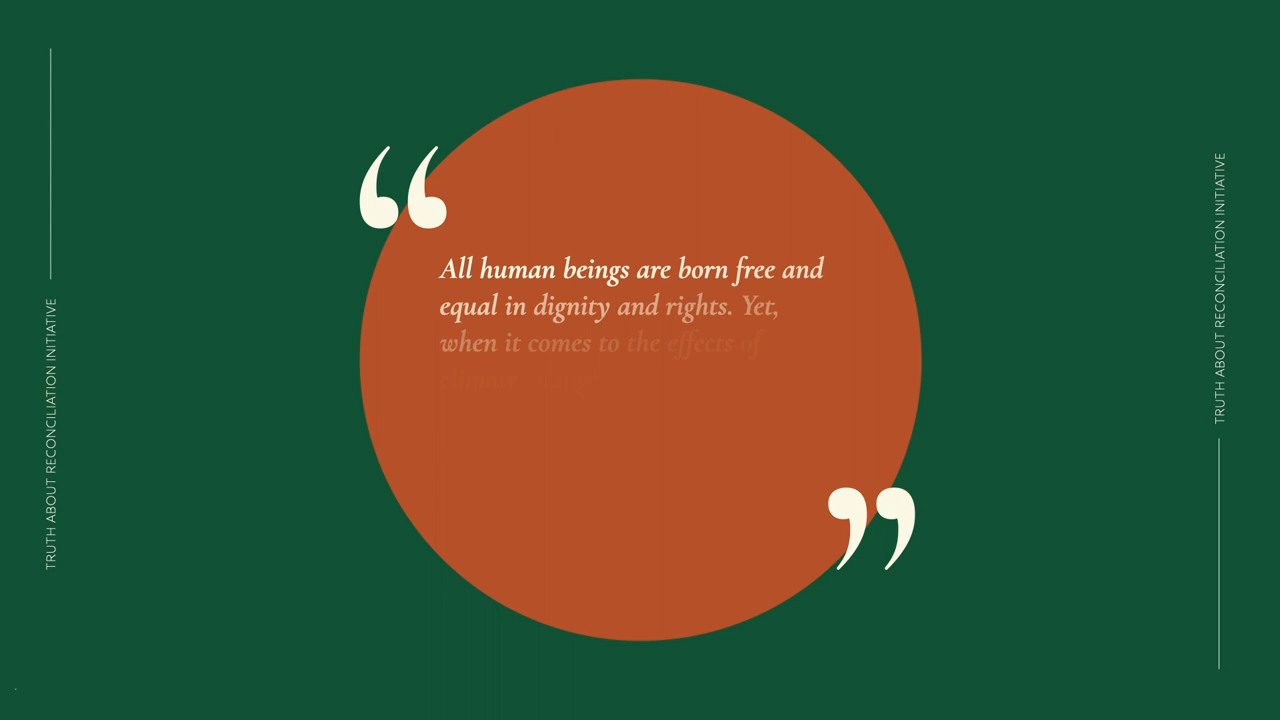 TRUTH ABOUT RECONCILIATION INITIATIVE
“
All human beings are born free and
equal in dignity and rights. Yet,
when it comes to the effects of
climate
”
TRUTH ABOUT RECONCILIATION INITIATIVE